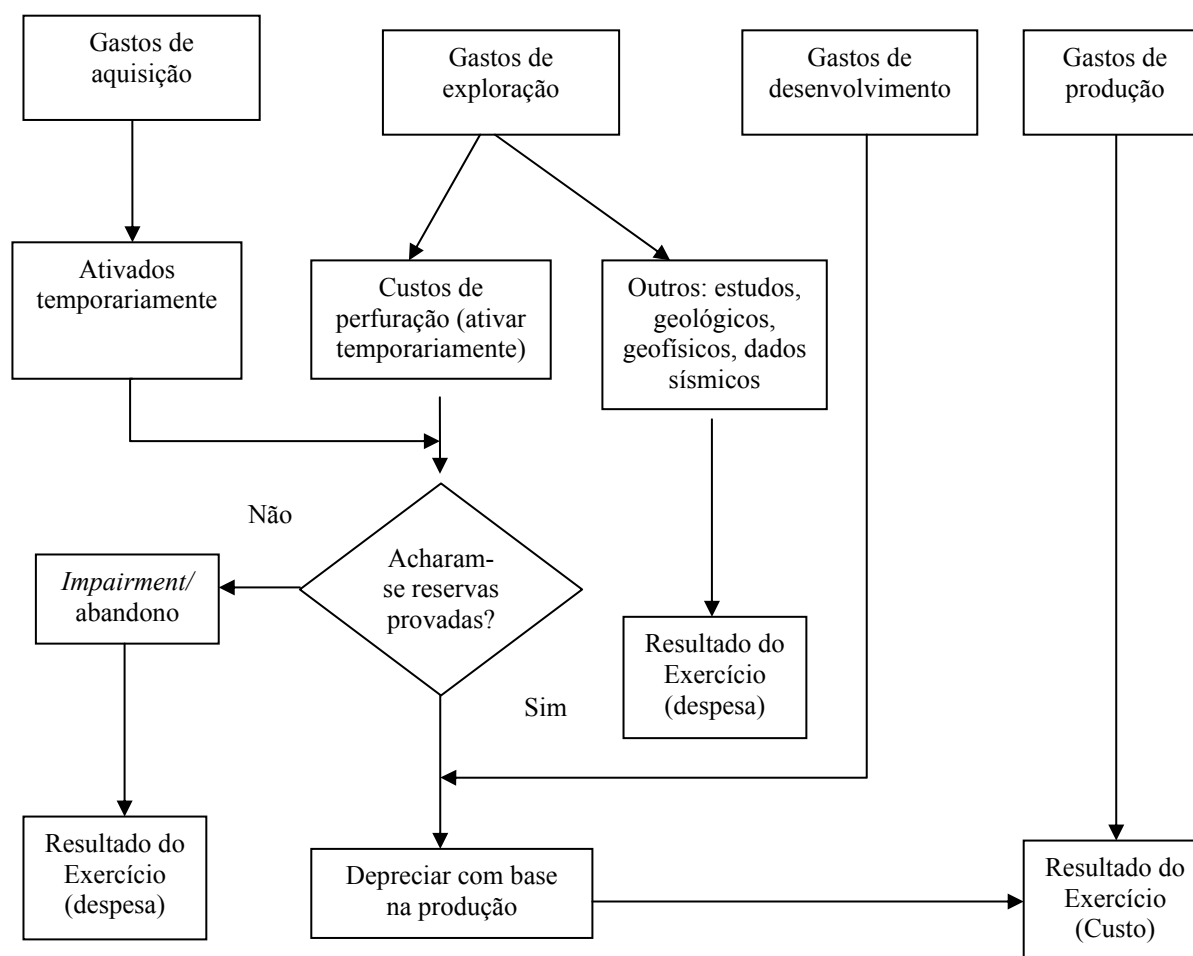 Gastos de
aquisição
Gastos de
exploração
Gastos de
desenvolvimento
Gastos de
produção
Ativados
temporariamente
Custos de
perfuração (ativar
temporariamente)
Outros: estudos,
geológicos,
geofísicos, dados
sísmicos
Não
Acharam-
se reservas
provadas?
Impairment/
abandono
Resultado do
Exercício
(despesa)
Sim
Resultado do
Exercício
(despesa)
Depreciar com base
na produção
Resultado do
Exercício
(Custo)